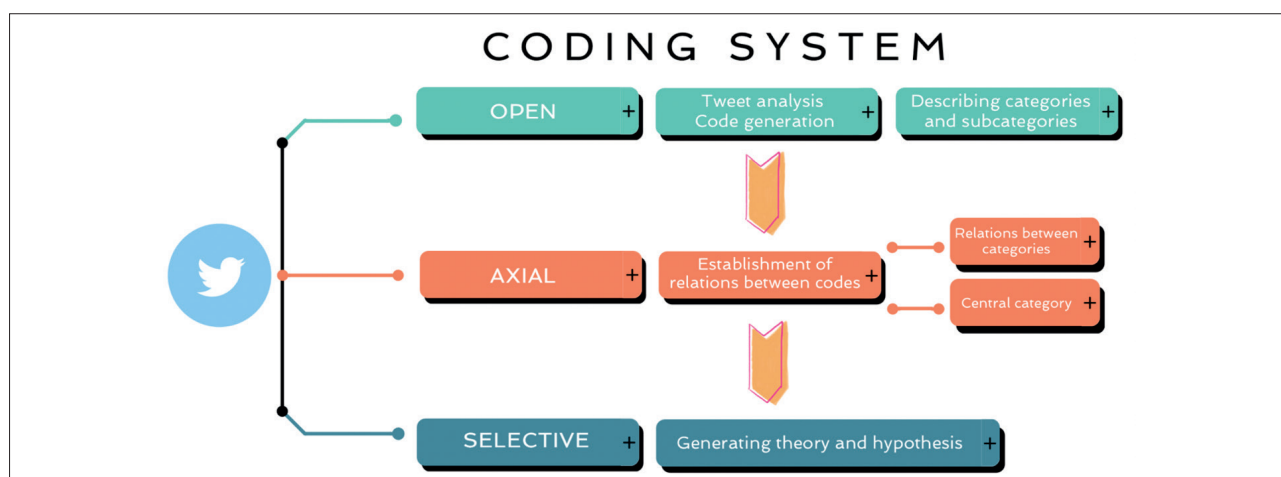 CODING SYSTEM
OPEN +
Tweet analysis
Code generation +
Describing categories
and subcategories +
AXIAL +
Establishment of
relations between codes +
Relations between
categories +
Central category +
SELECTIVE +
Generating theory and hypothesis +